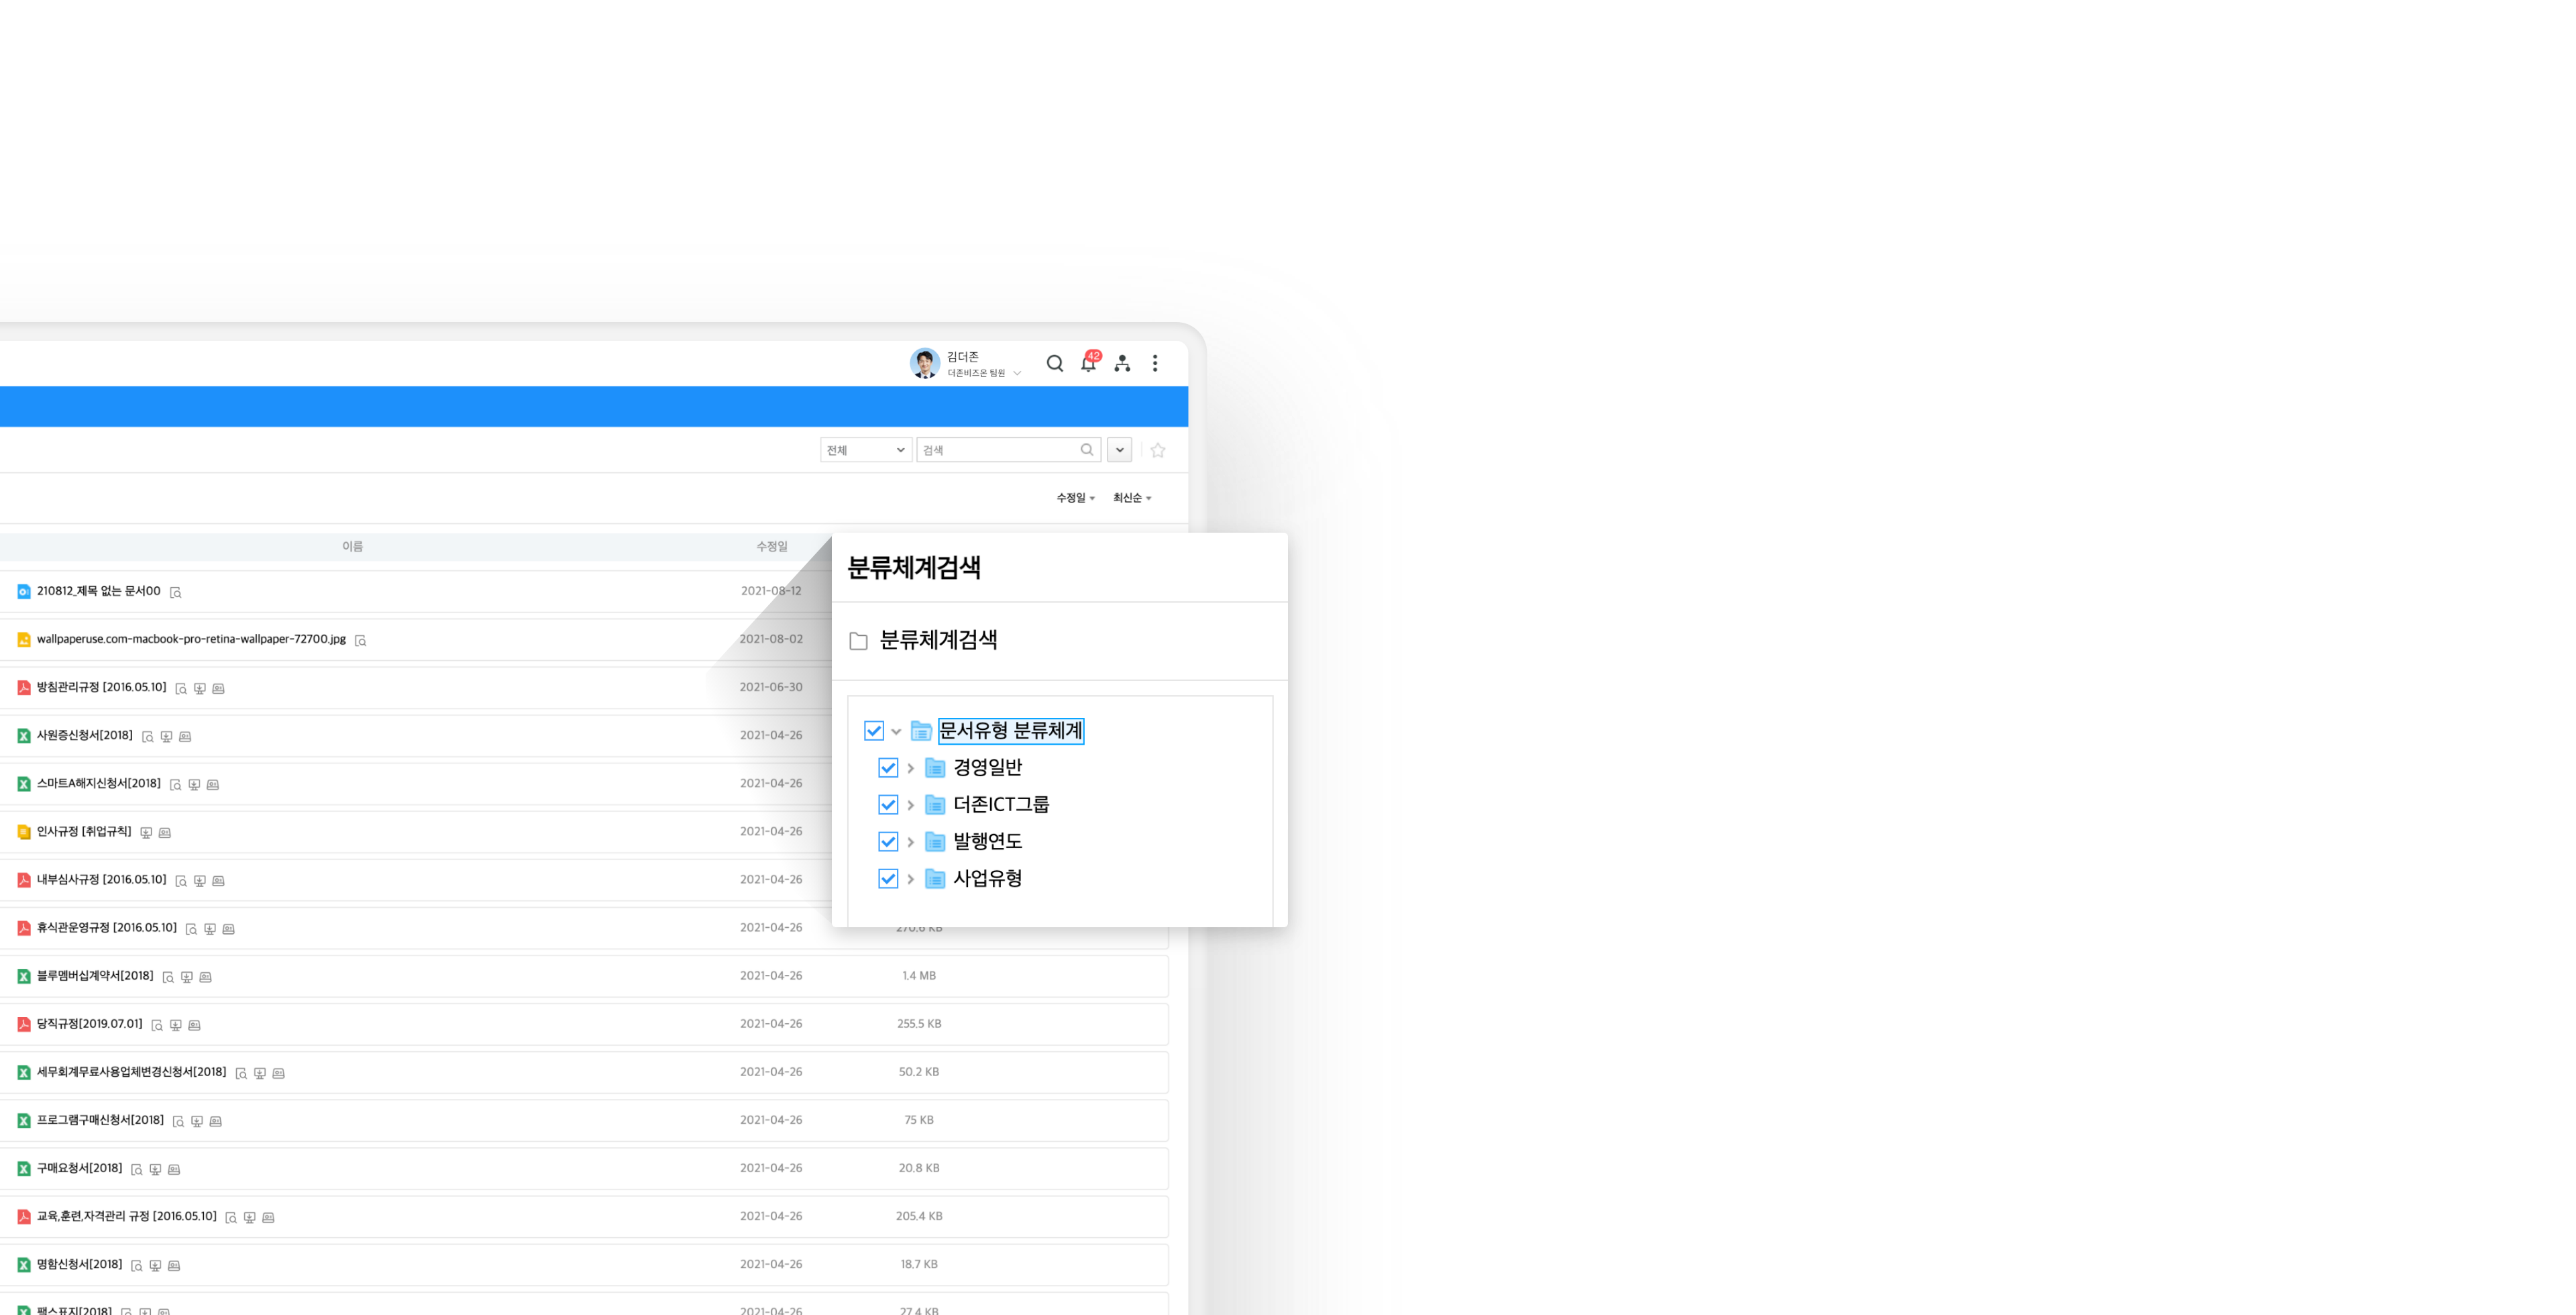 김더존
더존비즈온 팀원
42
전체 검색
수정일 최신순
이름 수정일
210812_제목 없는 문서00 2021-08-12
wallpaperuse.com-macbook-pro-retina-wallpaper-72700.jpg 2021-08-02
방침관리규정 [2016.05.10] 2021-06-30
사원증신청서[2018] 2021-04-26
스마트A해지신청서[2018] 2021-04-26
인사규정 [취업규칙] 2021-04-26
내부심사규정 [2016.05.10] 2021-04-26
휴식관운영규정 [2016.05.10] 2021-04-26 270.6 KB
블루멤버십계약서[2018] 2021-04-26 1.4 MB
당직규정[2019.07.01] 2021-04-26 255.5 KB
세무회계무료사용업체변경신청서[2018] 2021-04-26 50.2 KB
프로그램구매신청서[2018] 2021-04-26 75 KB
구매요청서[2018] 2021-04-26 20.8 KB
교육,훈련,자격관리 규정 [2016.05.10] 2021-04-26 205.4 KB
명함신청서[2018] 2021-04-26 18.7 KB
팩스표지[2018] 2021-04-26 27.4 KB
분류체계검색
분류체계검색
문서유형 분류체계
경영일반
더존ICT그룹
발행연도
사업유형